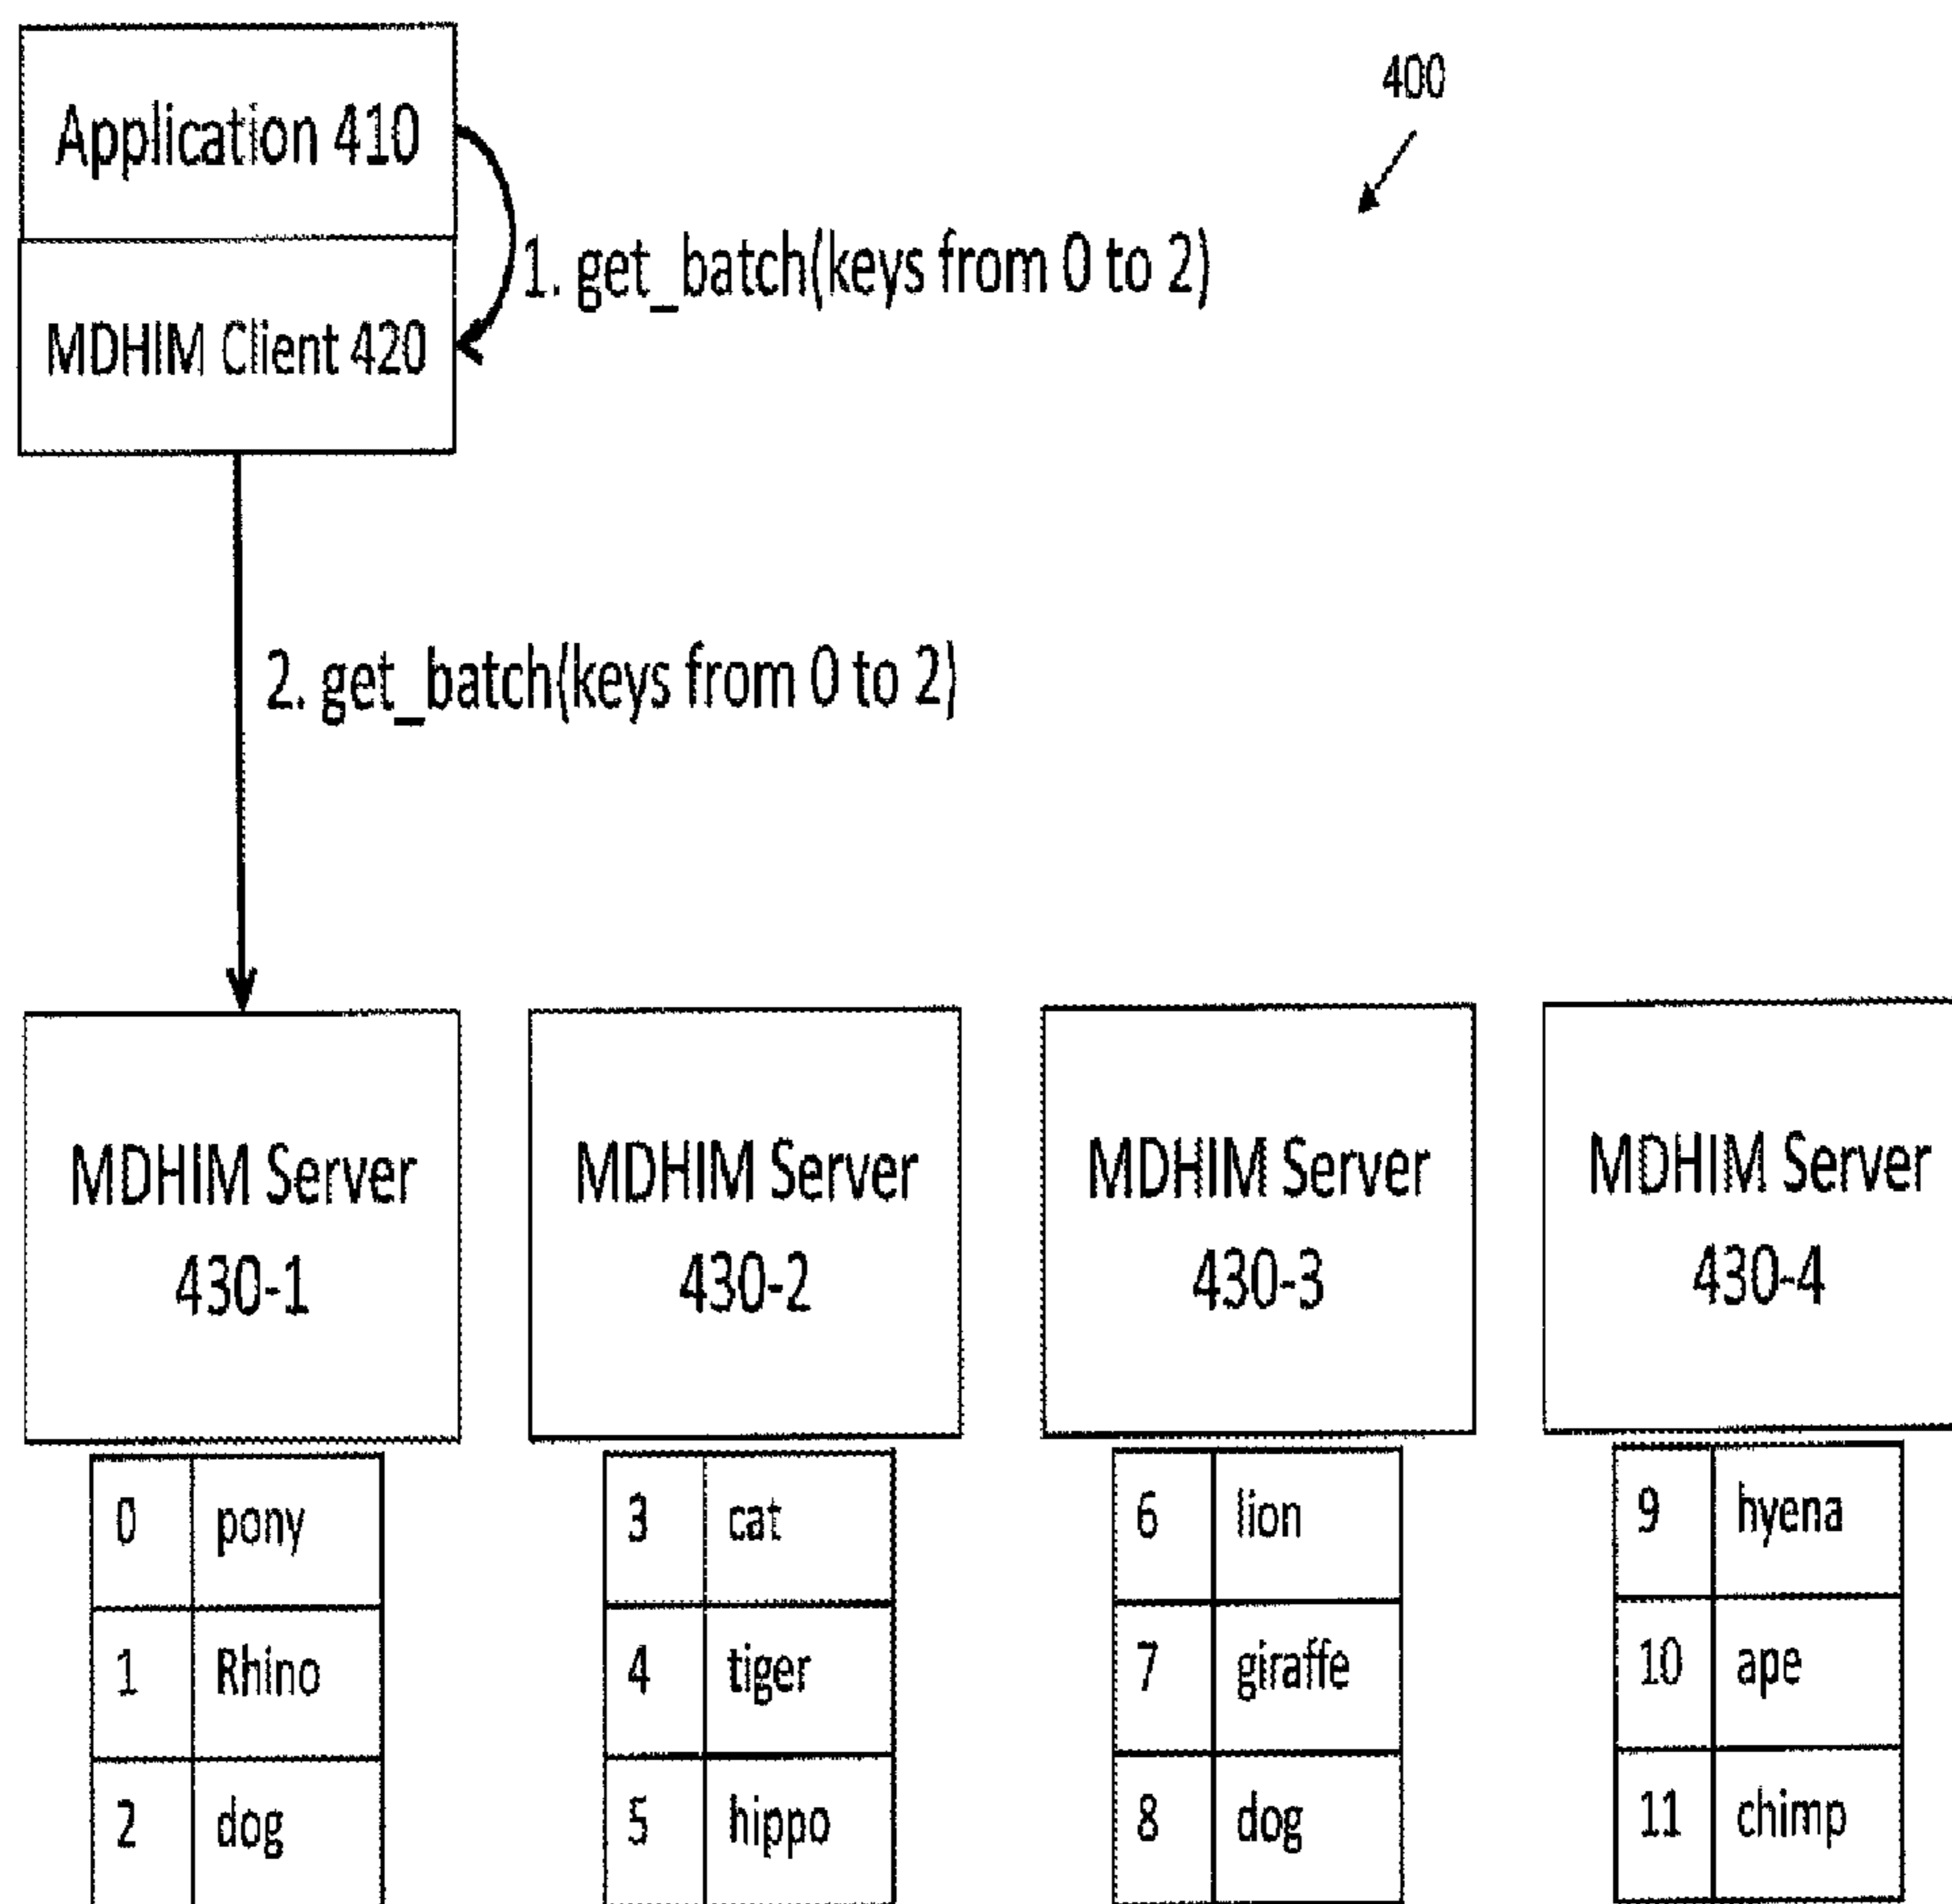 Application 410
400
1. get_batch(keys from 0 to 2)
MDHIM Client 420
2. get_batch(keys from 0 to 2)
MDHIM Server
430-1
MDHIM Server
430-2
MDHIM Server
430-3
MDHIM Server
430-4
0 pony
1 Rhino
2 dog
3 cat
4 tiger
5 hippo
6 lion
7 giraffe
8 dog
9 hyena
10 ape
11 chimp